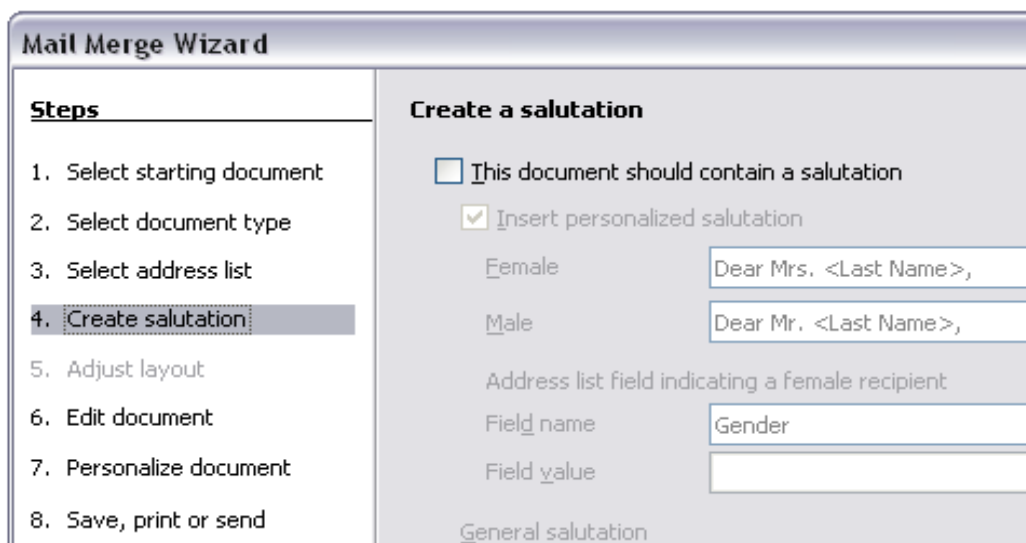 Mail Merge Wizard
Steps
1. Select starting document
2. Select document type
3. Select address list
4. Create salutation
5. Adjust layout
6. Edit document
7. Personalize document
8. Save, print or send
Create a salutation
This document should contain a salutation
Insert personalized salutation
Female Dear Mrs. <Last Name>,
Male Dear Mr. <Last Name>,
Address list field indicating a female recipient
Field name Gender
Field value
General salutation